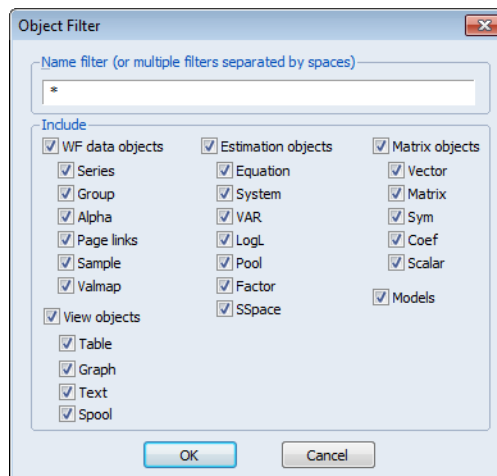 Object Filter
Name filter (or multiple filters separated by spaces)
*
Include
WF data objects
Series
Group
Alpha
Page links
Sample
Valmap
View objects
Table
Graph
Text
Spool
Estimation objects
Equation
System
VAR
LogL
Pool
Factor
SSpace
Matrix objects
Vector
Matrix
Sym
Coef
Scalar
Models
OK
Cancel